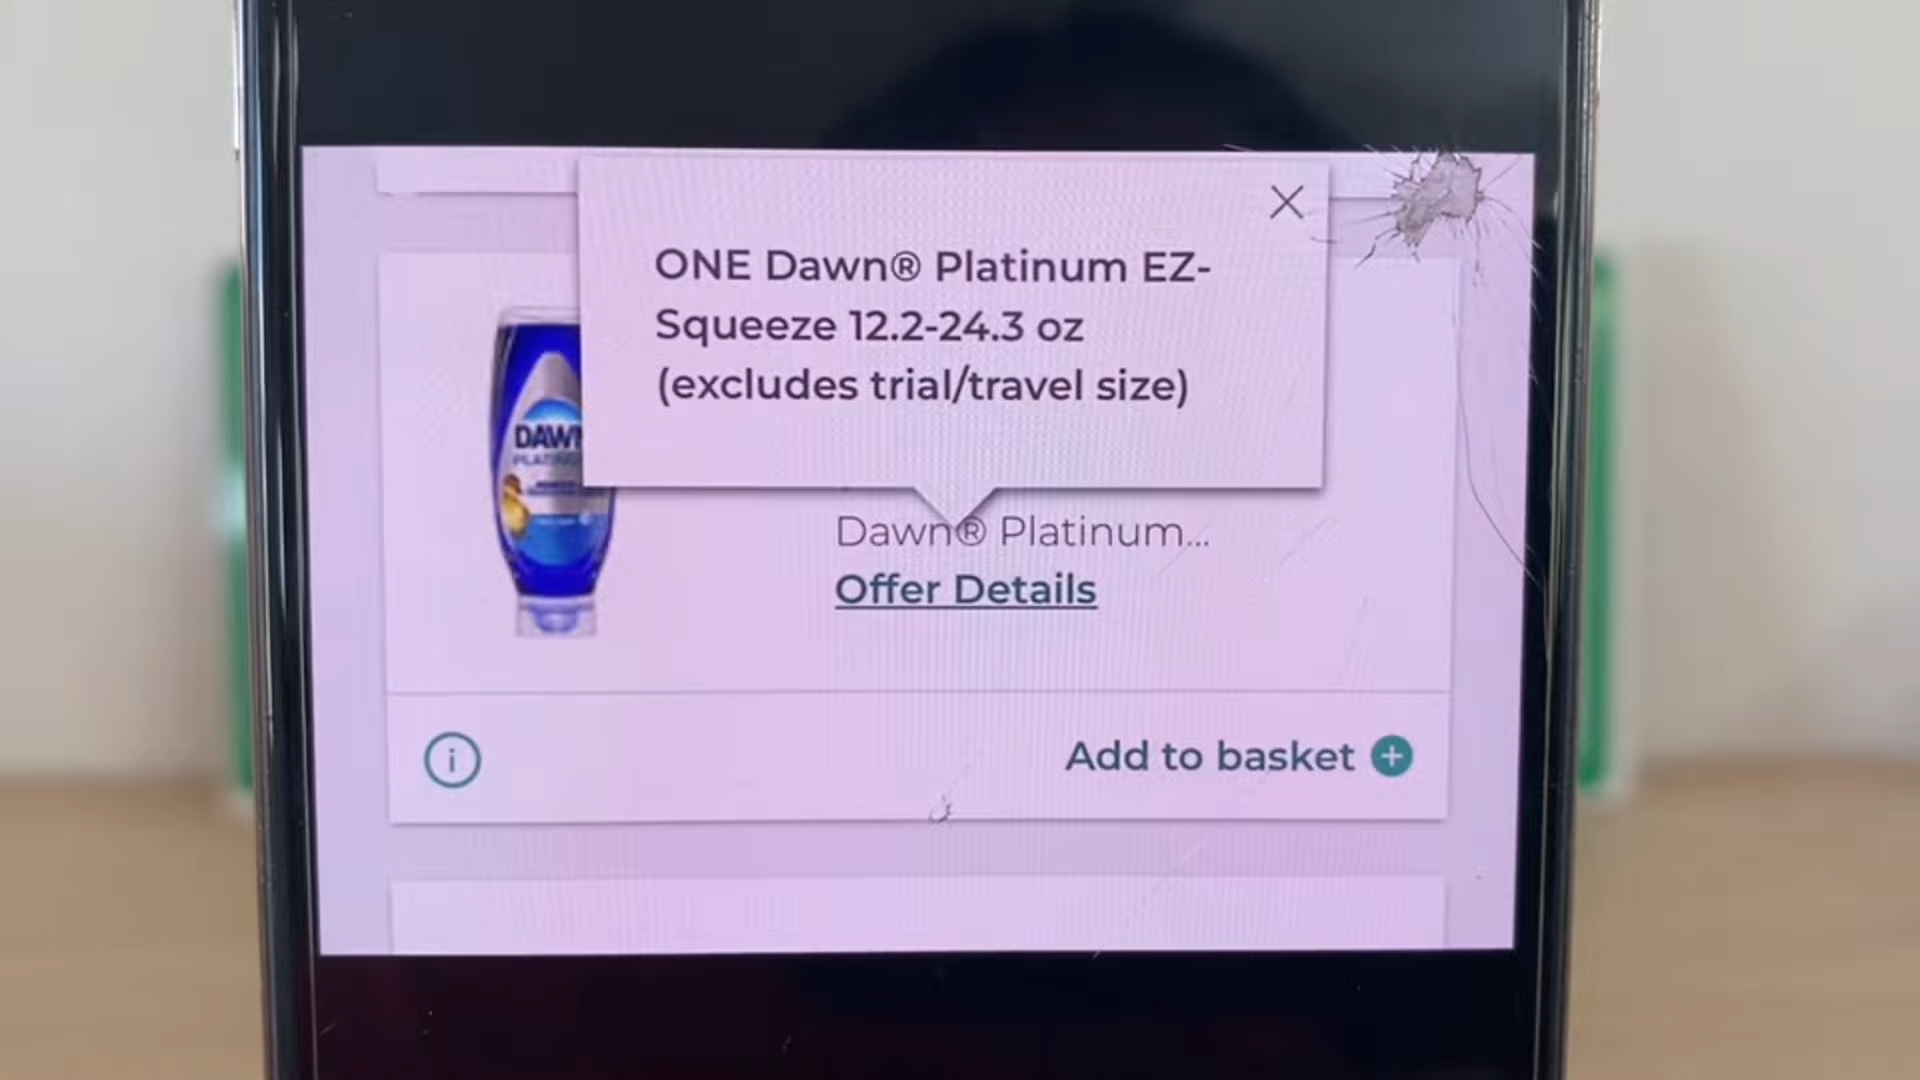 ONE Dawn® Platinum EZ-
Squeeze 12.2-24.3 oz
(excludes trial/travel size)
DAWN
Dawn® Platinum...
Offer Details
i
Add to basket +